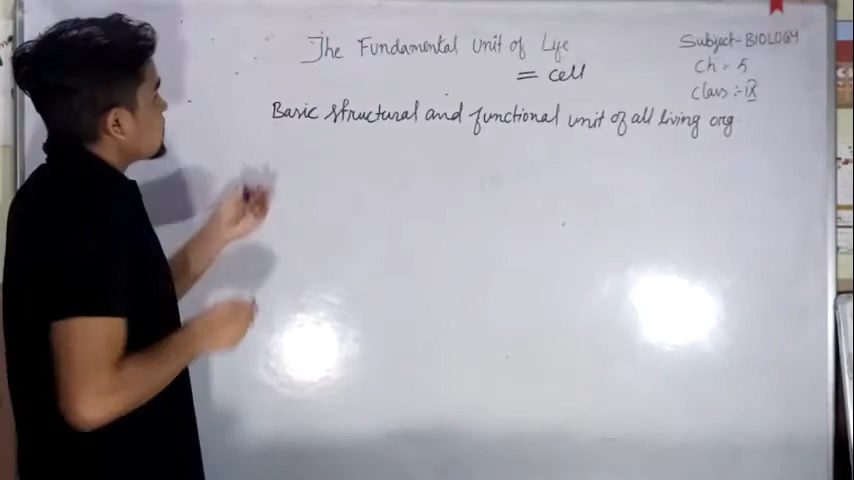 The Fundamental Unit of Life
= cell
Subject-BIOLOGY
Ch - 5
Class :- IX
Basic structural and functional unit of all living org